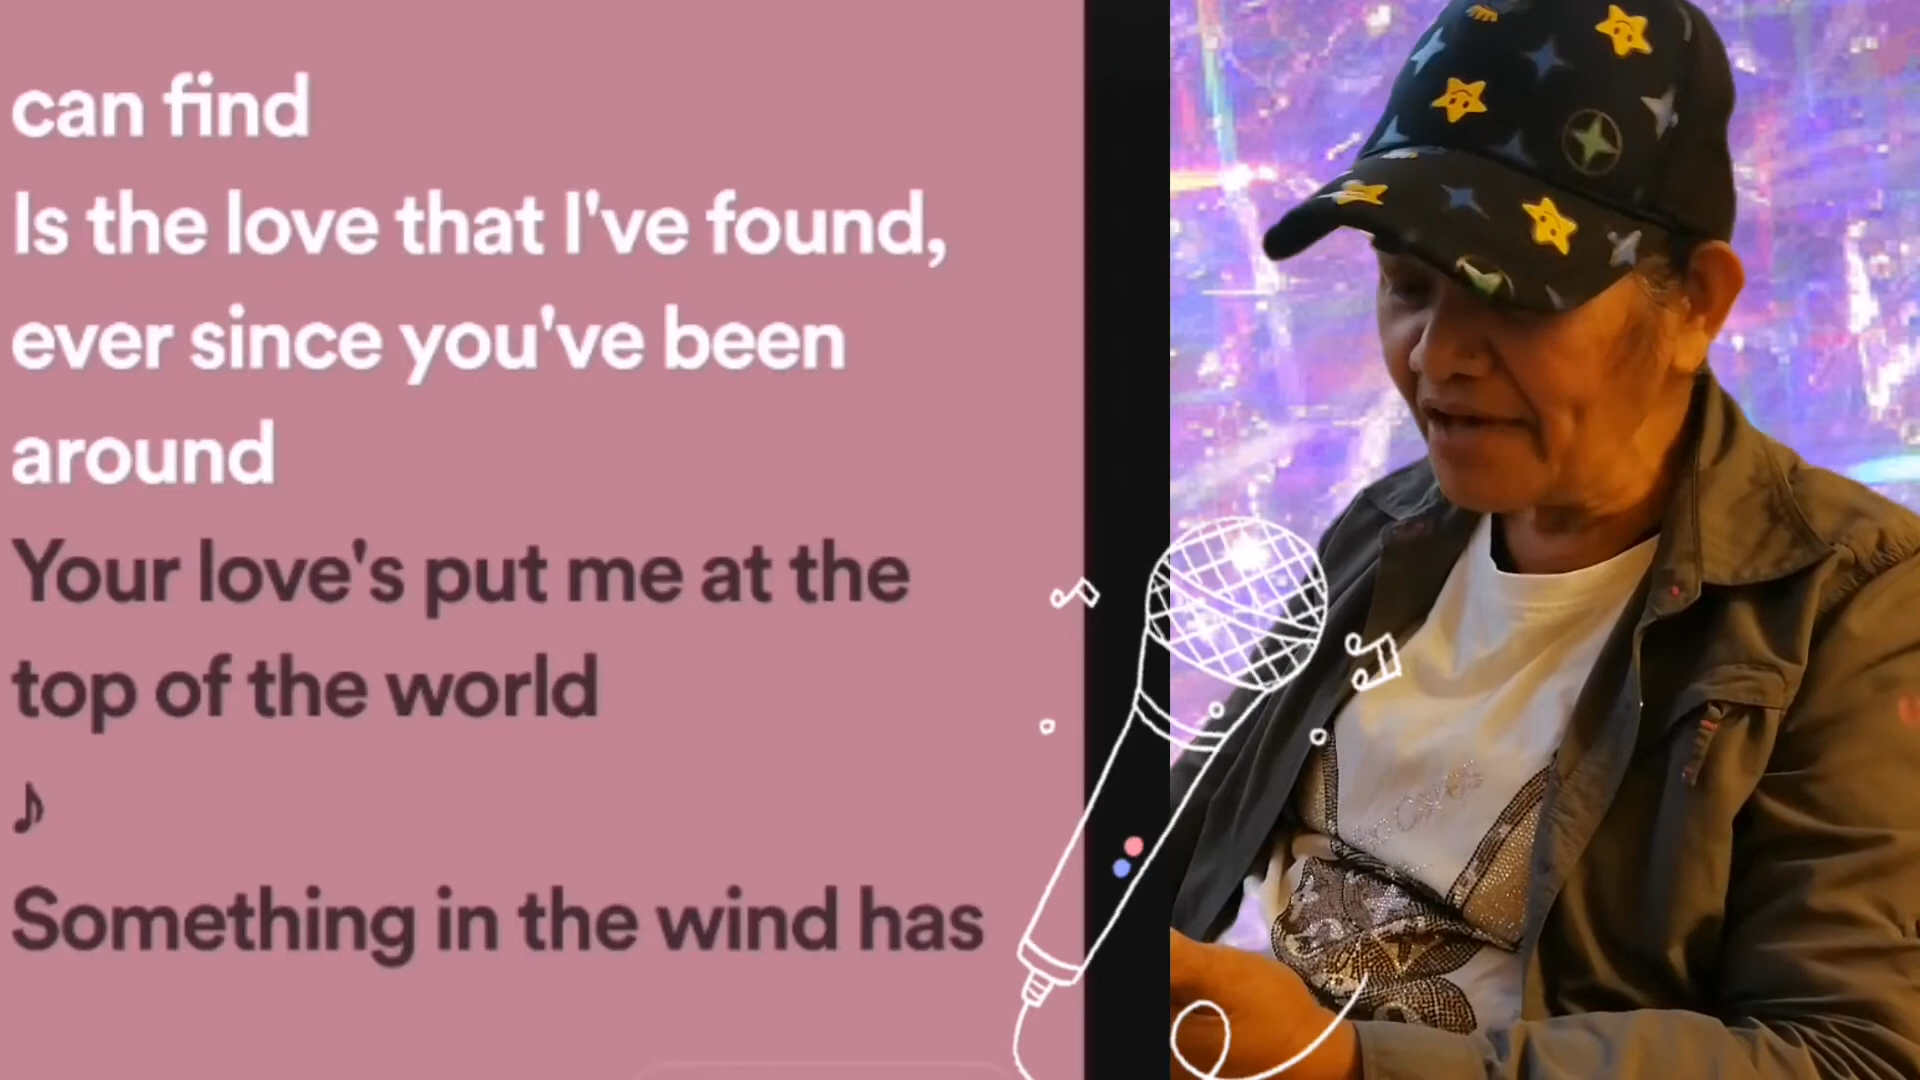 can find
Is the love that I've found,
ever since you've been
around
Your love's put me at the
top of the world
♪
Something in the wind has